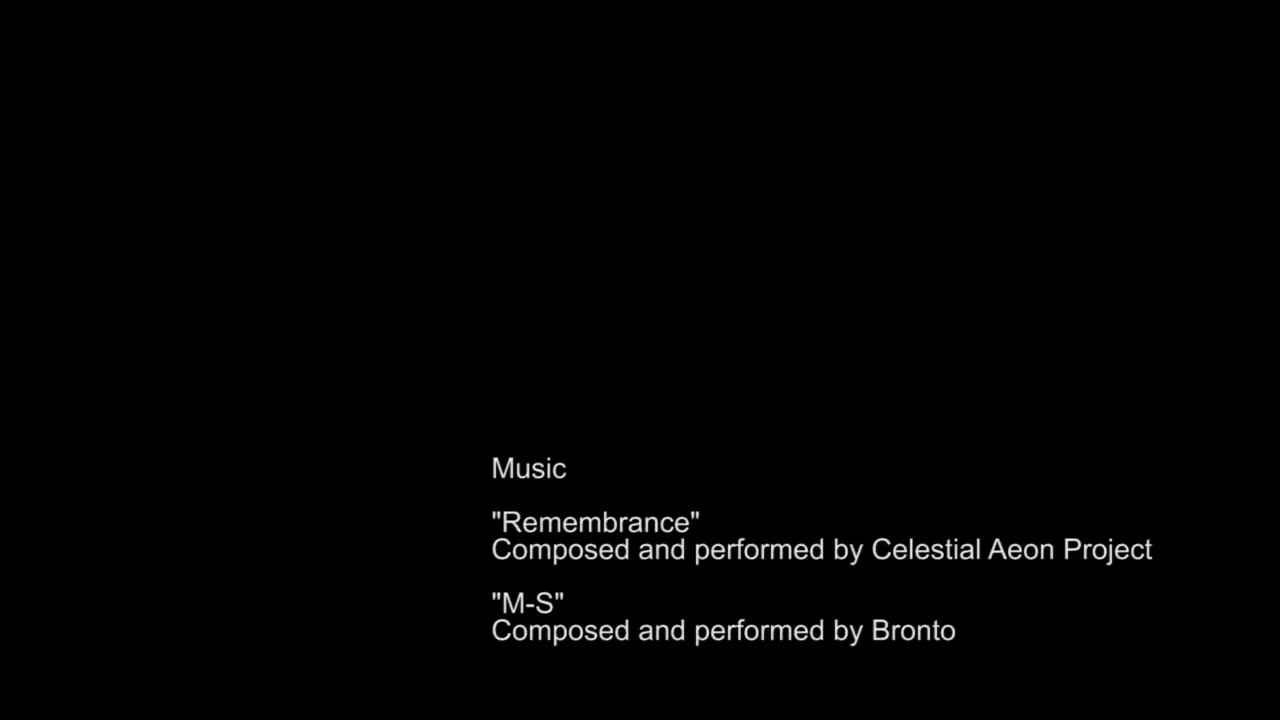 Music
"Remembrance"
Composed and performed by Celestial Aeon Project
"M-S"
Composed and performed by Bronto